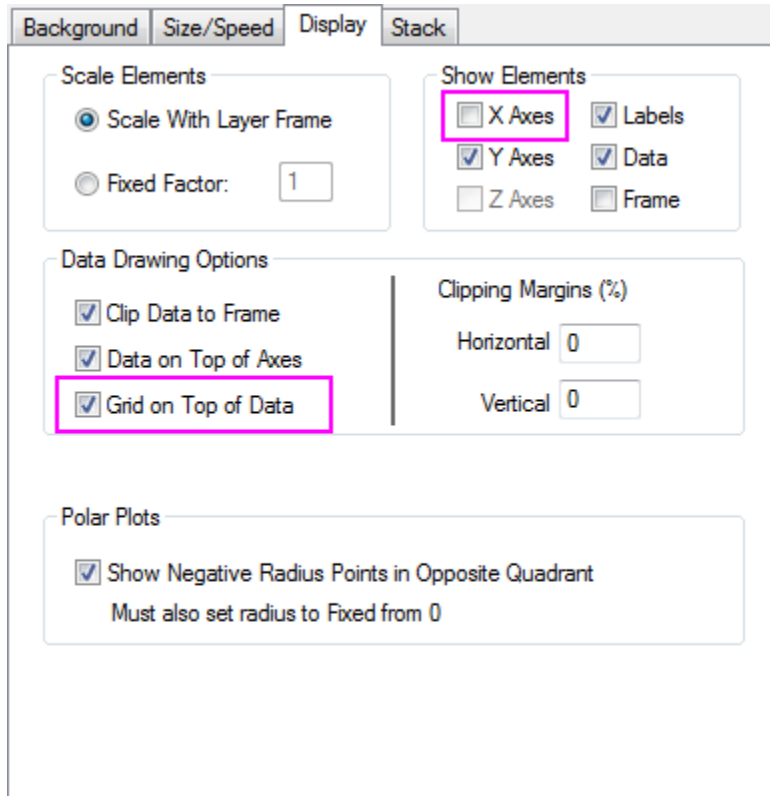 Background Size/Speed Display Stack
Scale Elements
Scale With Layer Frame
Fixed Factor: 1
Show Elements
X Axes Labels
Y Axes Data
Z Axes Frame
Data Drawing Options
Clip Data to Frame
Data on Top of Axes
Grid on Top of Data
Clipping Margins (%)
Horizontal 0
Vertical 0
Polar Plots
Show Negative Radius Points in Opposite Quadrant
Must also set radius to Fixed from 0